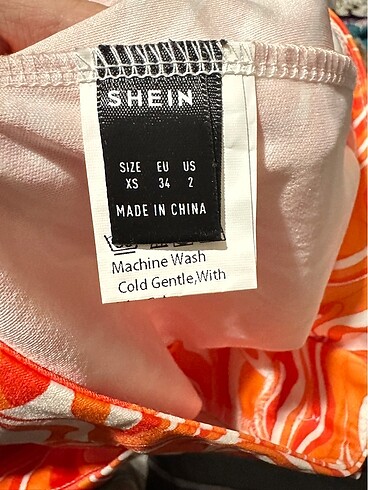 SHEIN
SIZE EU US
XS 34 2
MADE IN CHINA
Machine Wash
Cold Gentle,With